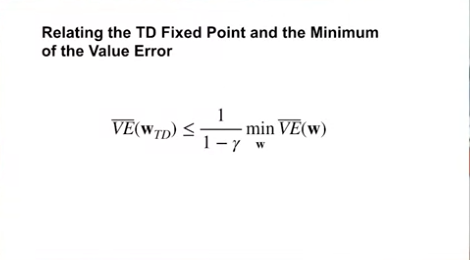 Relating the TD Fixed Point and the Minimum
of the Value Error
$\overline{VE}(\mathbf{w}_{TD}) \leq \frac{1}{1-\gamma} \min_{\mathbf{w}} \overline{VE}(\mathbf{w})$